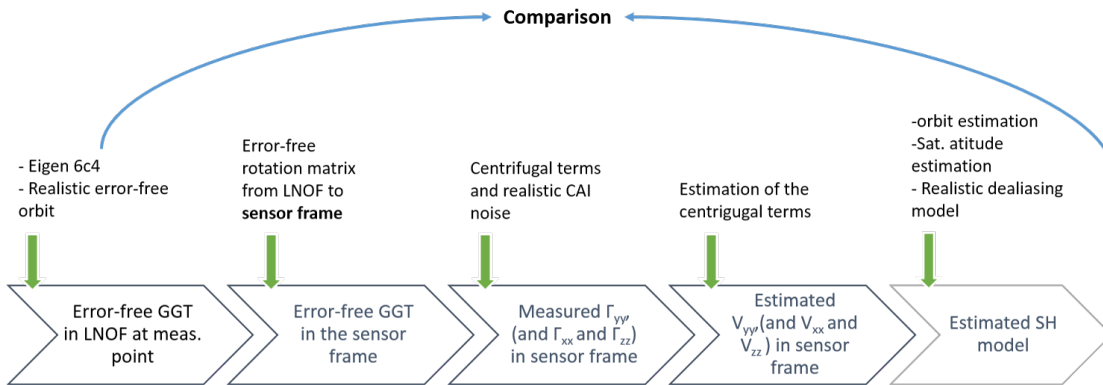 Comparison
- Eigen 6c4
- Realistic error-free
orbit
Error-free
rotation matrix
from LNOF to
sensor frame
Centrifugal terms
and realistic CAI
noise
Estimation of the
centrigugal terms
-orbit estimation
-Sat. atitude
estimation
- Realistic dealiasing
model
Error-free GGT
in LNOF at meas.
point
Error-free GGT
in the sensor
frame
Measured Γyy,
(and Γxx and Γzz)
in sensor frame
Estimated
Vyy,(and Vxx and
Vzz ) in sensor
frame
Estimated SH
model